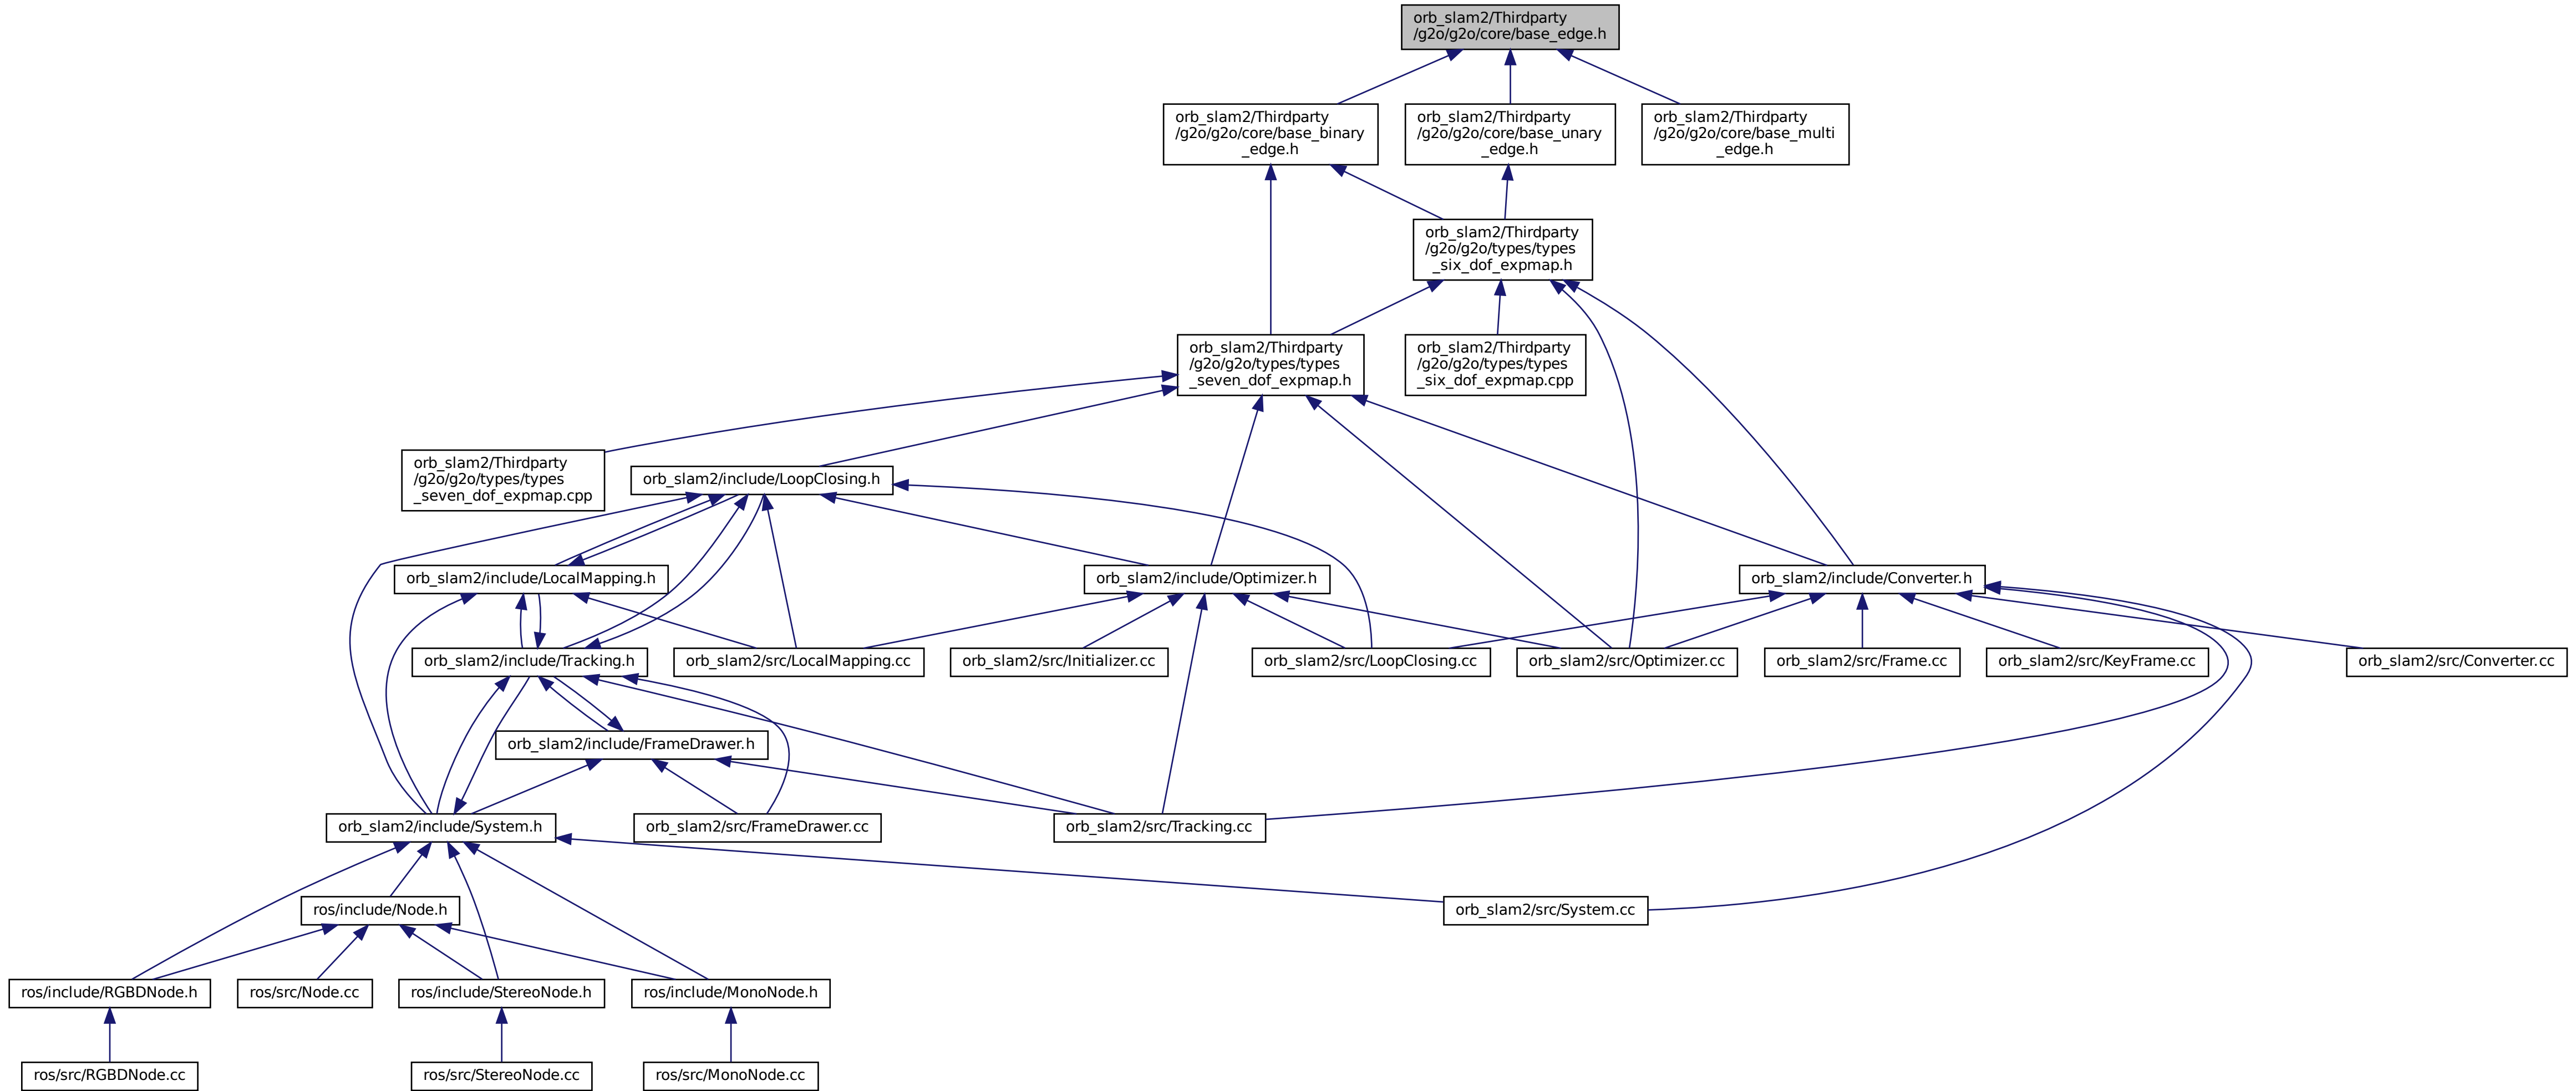 orb_slam2/Thirdparty
/g2o/g2o/core/base_edge.h
orb_slam2/Thirdparty
/g2o/g2o/core/base_binary
_edge.h
orb_slam2/Thirdparty
/g2o/g2o/core/base_unary
_edge.h
orb_slam2/Thirdparty
/g2o/g2o/core/base_multi
_edge.h
orb_slam2/Thirdparty
/g2o/g2o/types/types
_six_dof_expmap.h
orb_slam2/Thirdparty
/g2o/g2o/types/types
_seven_dof_expmap.h
orb_slam2/Thirdparty
/g2o/g2o/types/types
_six_dof_expmap.cpp
orb_slam2/Thirdparty
/g2o/g2o/types/types
_seven_dof_expmap.cpp
orb_slam2/include/LoopClosing.h
orb_slam2/include/LocalMapping.h
orb_slam2/include/Optimizer.h
orb_slam2/include/Converter.h
orb_slam2/include/Tracking.h
orb_slam2/src/LocalMapping.cc
orb_slam2/src/Initializer.cc
orb_slam2/src/LoopClosing.cc
orb_slam2/src/Optimizer.cc
orb_slam2/src/Frame.cc
orb_slam2/src/KeyFrame.cc
orb_slam2/src/Converter.cc
orb_slam2/include/FrameDrawer.h
orb_slam2/include/System.h
orb_slam2/src/FrameDrawer.cc
orb_slam2/src/Tracking.cc
ros/include/Node.h
orb_slam2/src/System.cc
ros/include/RGBDNode.h
ros/src/Node.cc
ros/include/StereoNode.h
ros/include/MonoNode.h
ros/src/RGBDNode.cc
ros/src/StereoNode.cc
ros/src/MonoNode.cc